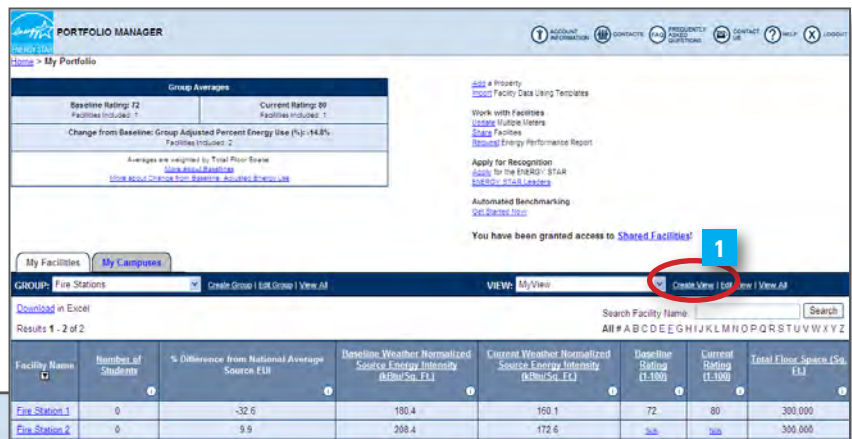 PORTFOLIO MANAGER
ACCOUNT INFORMATION
CONTACTS
FAQ FREQUENTLY ASKED QUESTIONS
CONTACT US
HELP
LOGOUT
Home > My Portfolio
Group Averages
Baseline Rating: 72
Facilities Included: 1
Current Rating: 80
Facilities Included: 1
Change from Baseline: Group Adjusted Percent Energy Use (%): -14.8%
Facilities Included: 2
Averages are weighted by Total Floor Space
More about Baselines
More about Change from Baseline: Adjusted Energy Use
Add a Property
Import Facility Data Using Templates
Work with Facilities
Update Multiple Meters
Share Facilities
Request Energy Performance Report
Apply for Recognition
Apply for the ENERGY STAR
ENERGY STAR Leaders
Automated Benchmarking
Get Started Now
You have been granted access to Shared Facilities!
1
My Facilities My Campuses
GROUP: Fire Stations Create Group | Edit Group | View All VIEW: MyView Create View | Edit View | View All
Download in Excel
Search Facility Name: Search
Results 1 - 2 of 2
All # A B C D E F G H I J K L M N O P Q R S T U V W X Y Z
Facility Name
Number of Students
% Difference from National Average Source EUI
Baseline Weather Normalized Source Energy Intensity (kBtu/Sq. Ft.)
Current Weather Normalized Source Energy Intensity (kBtu/Sq. Ft.)
Baseline Rating (1-100)
Current Rating (1-100)
Total Floor Space (Sq. Ft.)
Fire Station 1 0 -32.6 180.4 160.1 72 80 300,000
Fire Station 2 0 9.9 208.4 172.6 N/A N/A 300,000